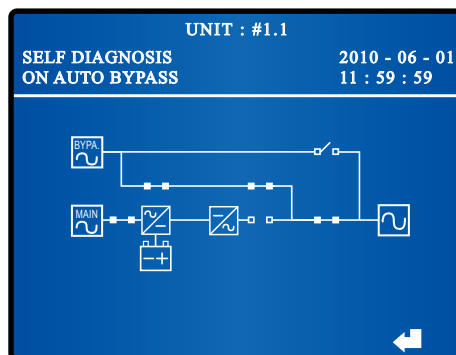 UNIT : #1.1
SELF DIAGNOSIS
2010 - 06 - 01
ON AUTO BYPASS
11 : 59 : 59
BYPA.
MAIN